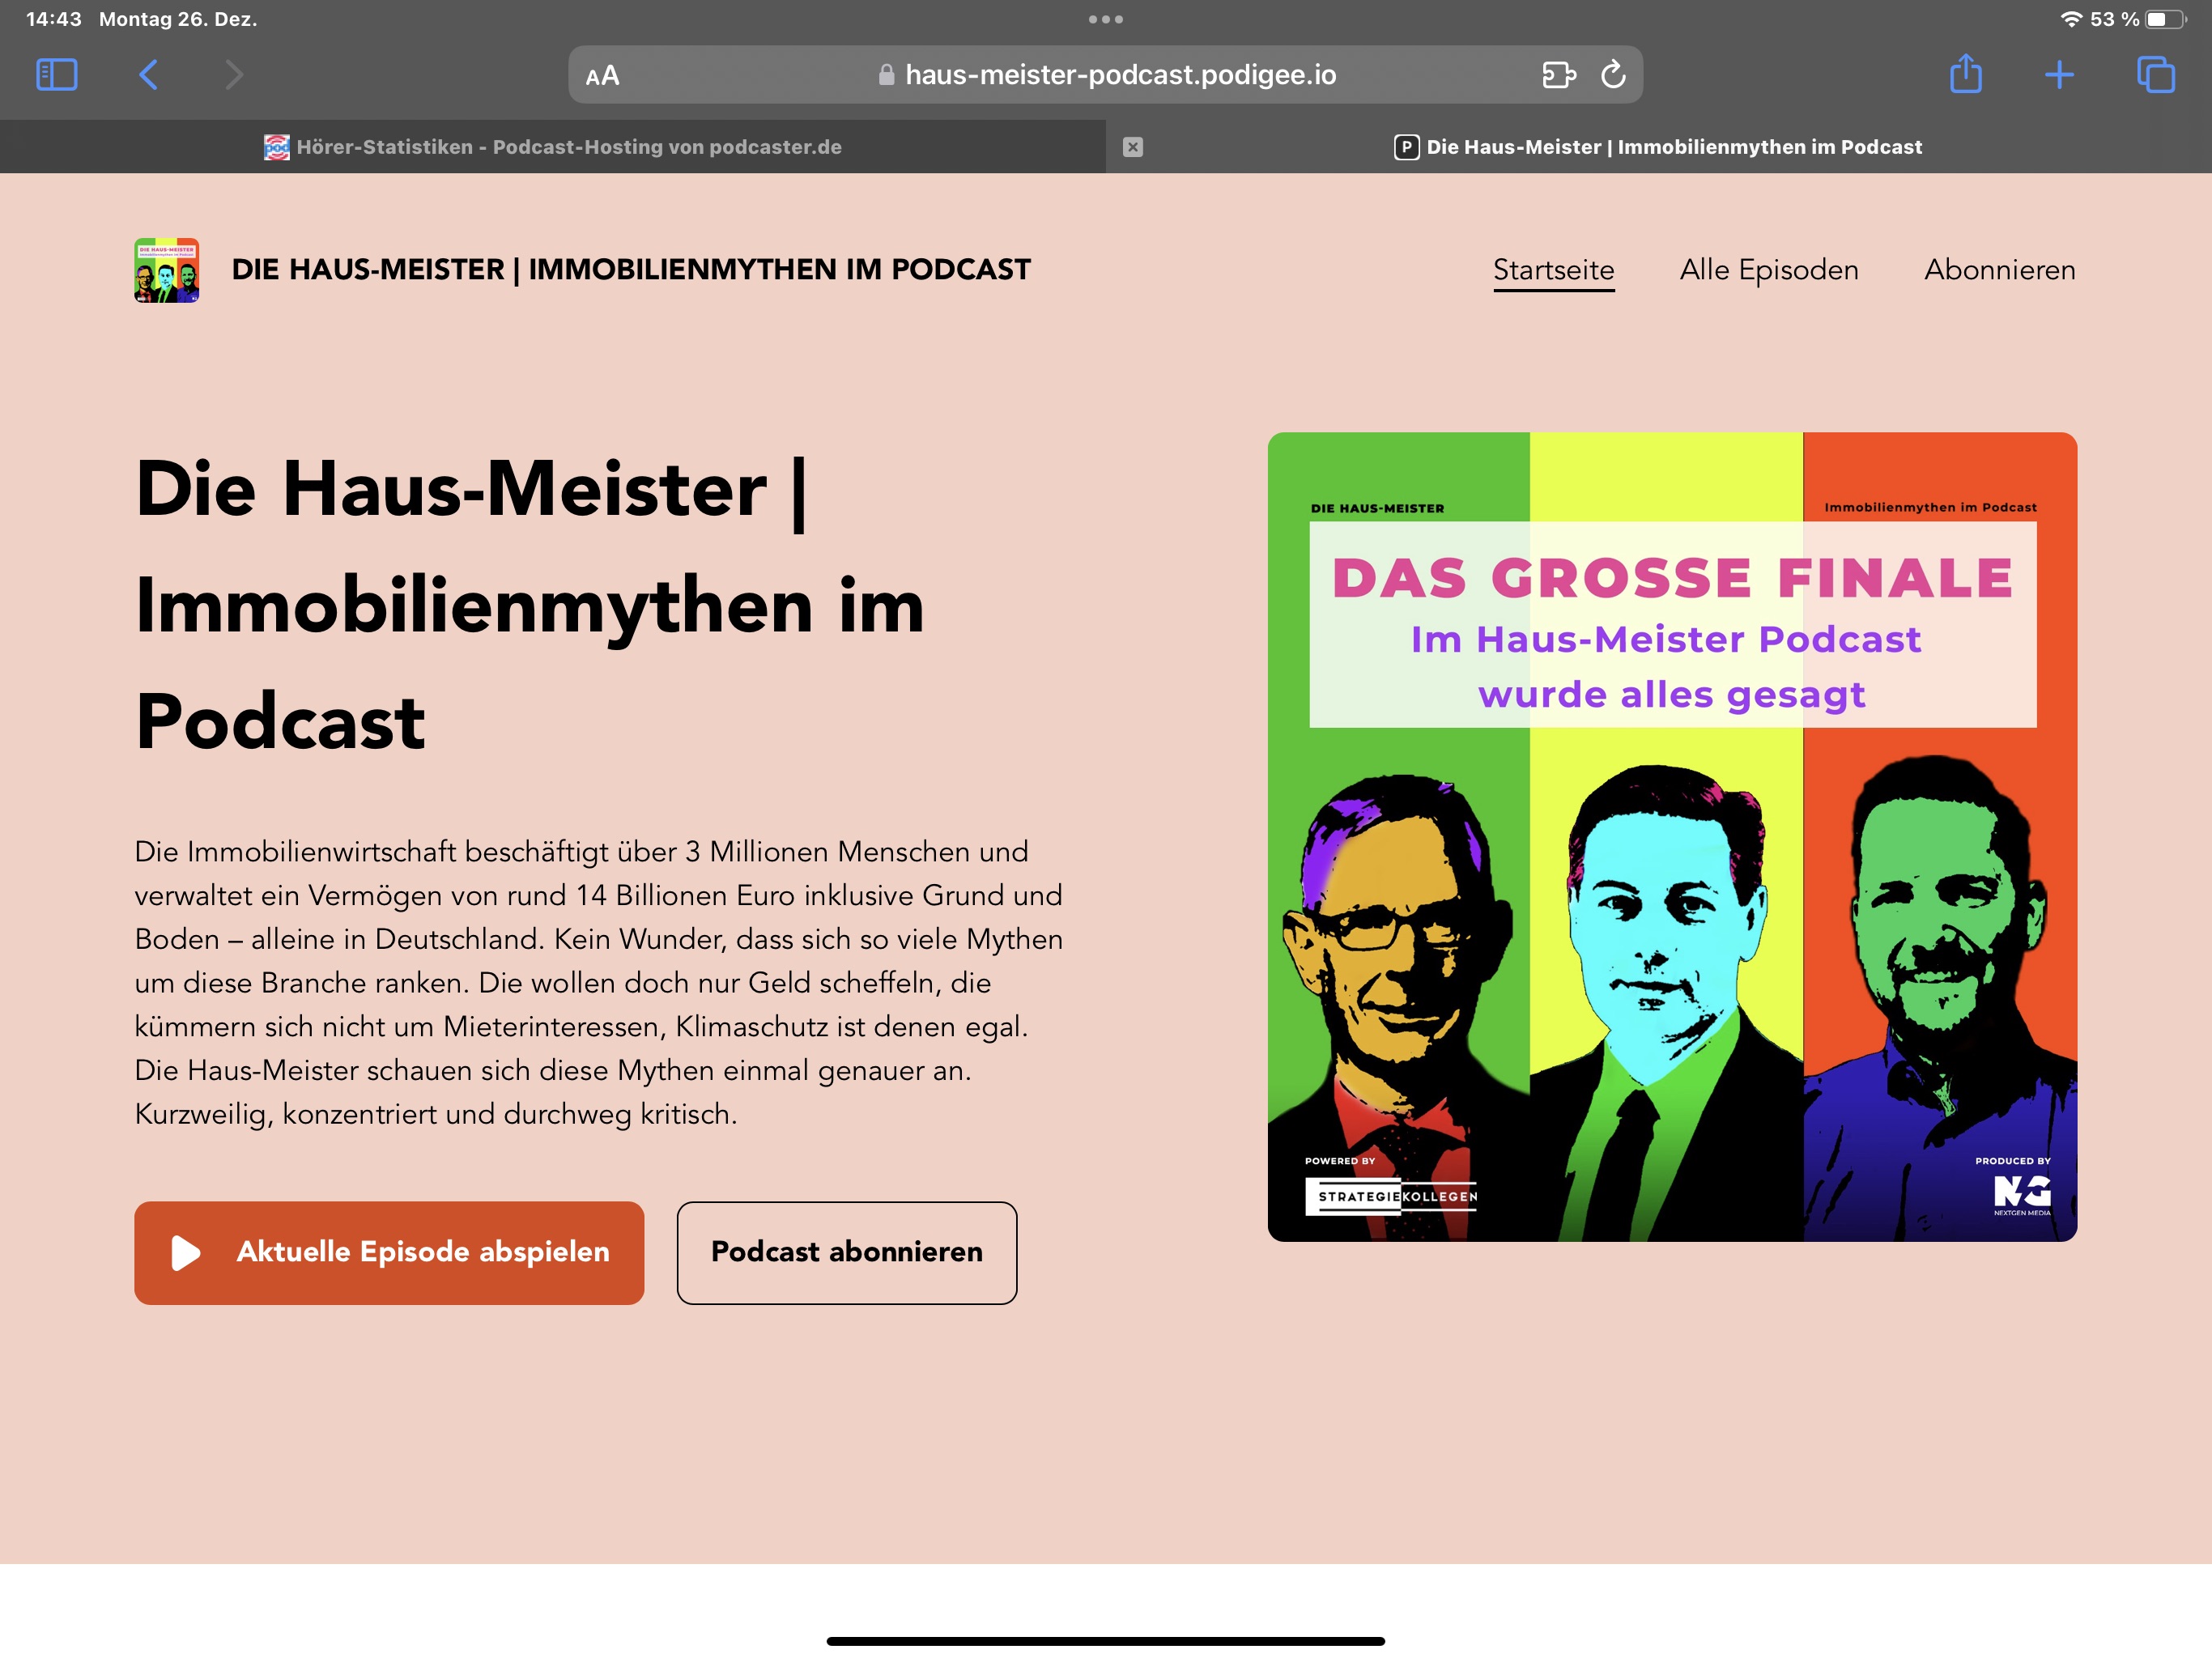 14:43 Montag 26. Dez.
53 %
AA
haus-meister-podcast.podigee.io
Hörer-Statistiken - Podcast-Hosting von podcaster.de
P Die Haus-Meister | Immobilienmythen im Podcast
DIE HAUS-MEISTER | IMMOBILIENMYTHEN IM PODCAST
Startseite
Alle Episoden
Abonnieren
Die Haus-Meister |
Immobilienmythen im
Podcast
Die Immobilienwirtschaft beschäftigt über 3 Millionen Menschen und
verwaltet ein Vermögen von rund 14 Billionen Euro inklusive Grund und
Boden – alleine in Deutschland. Kein Wunder, dass sich so viele Mythen
um diese Branche ranken. Die wollen doch nur Geld scheffeln, die
kümmern sich nicht um Mieterinteressen, Klimaschutz ist denen egal.
Die Haus-Meister schauen sich diese Mythen einmal genauer an.
Kurzweilig, konzentriert und durchweg kritisch.
Aktuelle Episode abspielen
Podcast abonnieren
DIE HAUS-MEISTER
Immobilienmythen im Podcast
DAS GROSSE FINALE
Im Haus-Meister Podcast
wurde alles gesagt
POWERED BY
STRATEGIEKOLLEGEN
PRODUCED BY
NG
NEXTGEN MEDIA